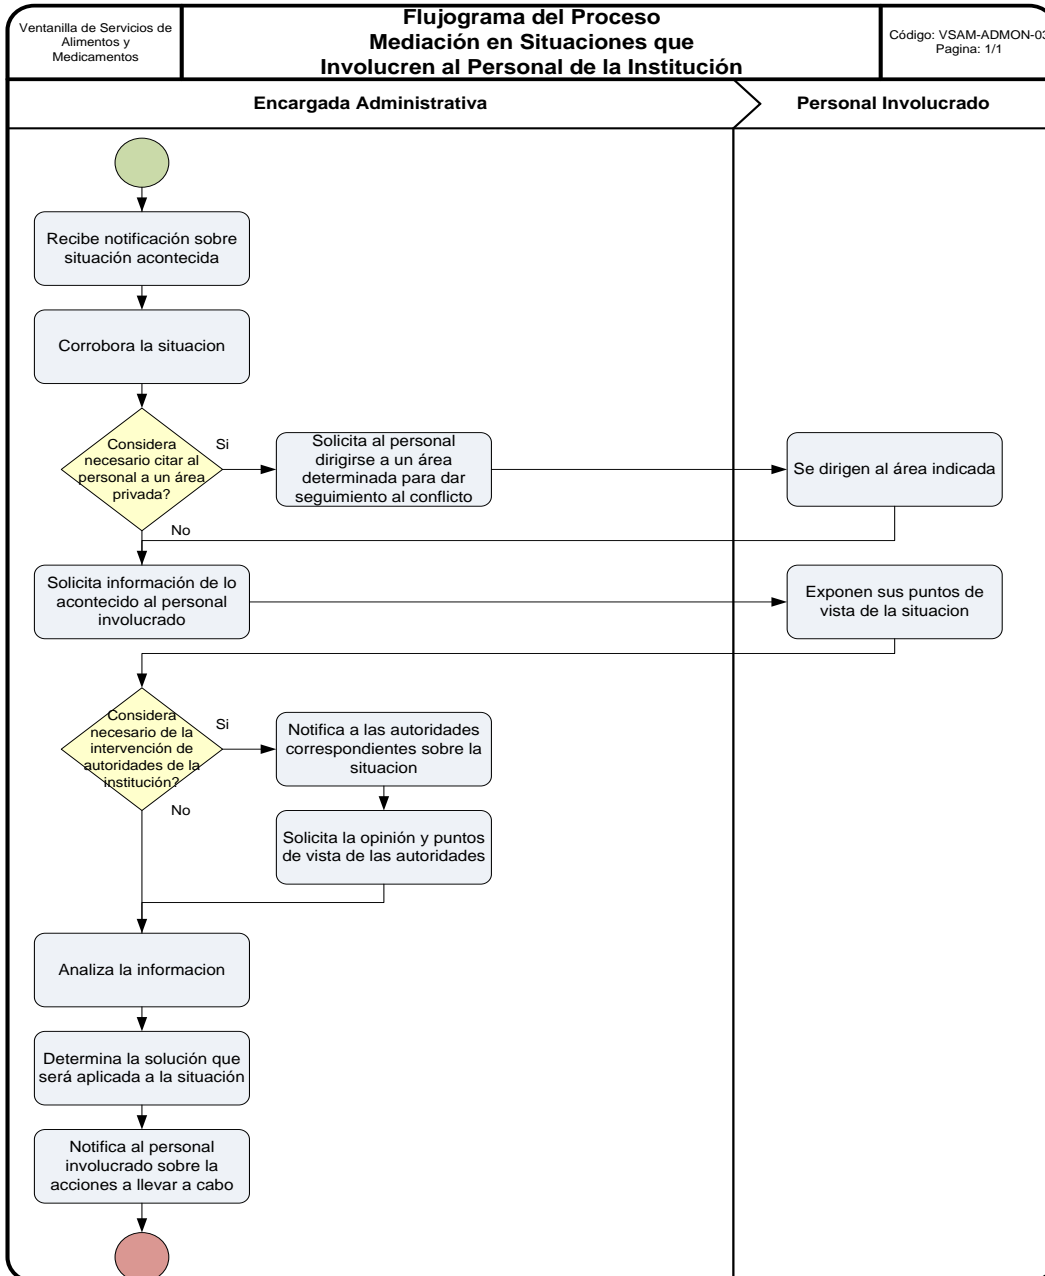 Ventanilla de Servicios de
Alimentos y
Medicamentos
Flujograma del Proceso
Mediación en Situaciones que
Involucren al Personal de la Institución
Código: VSAM-ADMON-03
Pagina: 1/1
Encargada Administrativa
Personal Involucrado
Recibe notificación sobre
situación acontecida
Corrobora la situacion
Considera
necesario citar al
personal a un área
privada?
Si
Solicita al personal
dirigirse a un área
determinada para dar
seguimiento al conflicto
Se dirigen al área indicada
No
Solicita información de lo
acontecido al personal
involucrado
Exponen sus puntos de
vista de la situacion
Considera
necesario de la
intervención de
autoridades de la
institución?
Si
Notifica a las autoridades
correspondientes sobre la
situacion
No
Solicita la opinión y puntos
de vista de las autoridades
Analiza la informacion
Determina la solución que
será aplicada a la situación
Notifica al personal
involucrado sobre la
acciones a llevar a cabo